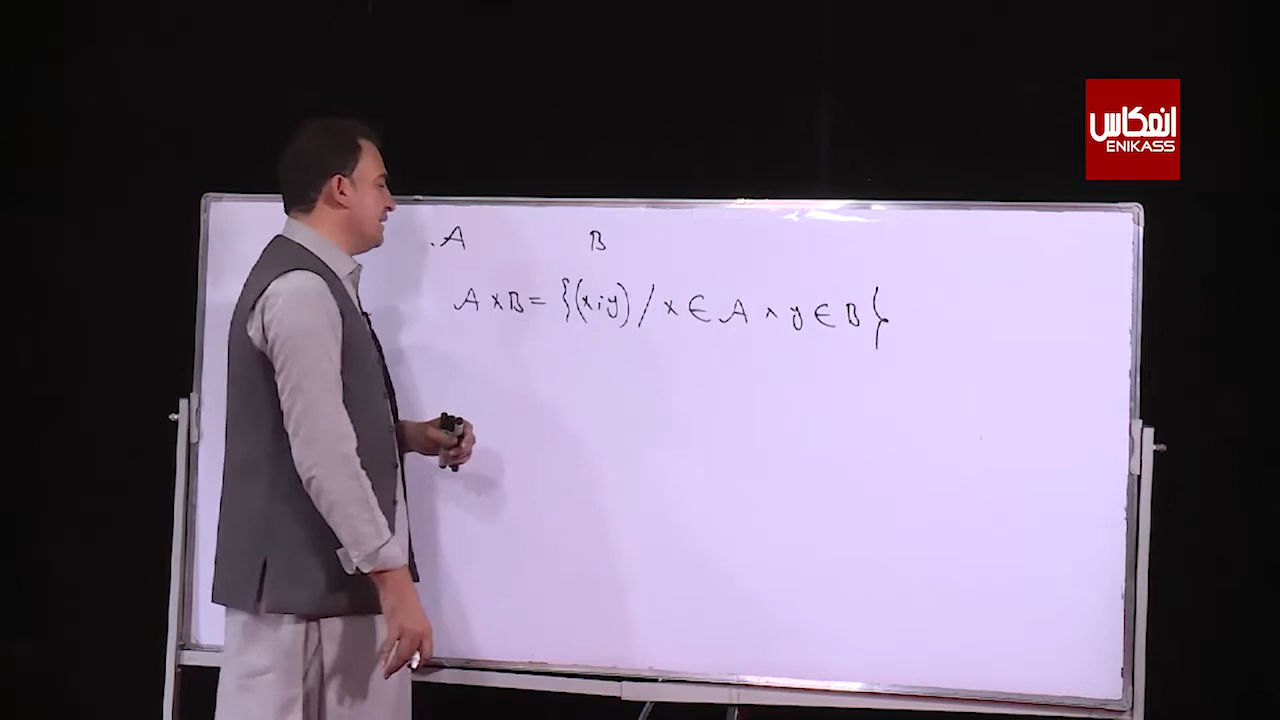 انعکاس
ENIKASS
.A B
A×B = {(x,y) / x ∈ A ∧ y ∈ B}